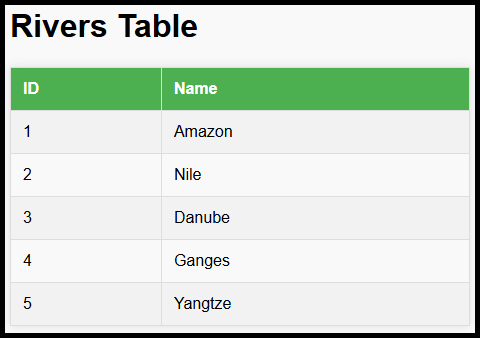 Rivers Table
ID Name
1 Amazon
2 Nile
3 Danube
4 Ganges
5 Yangtze